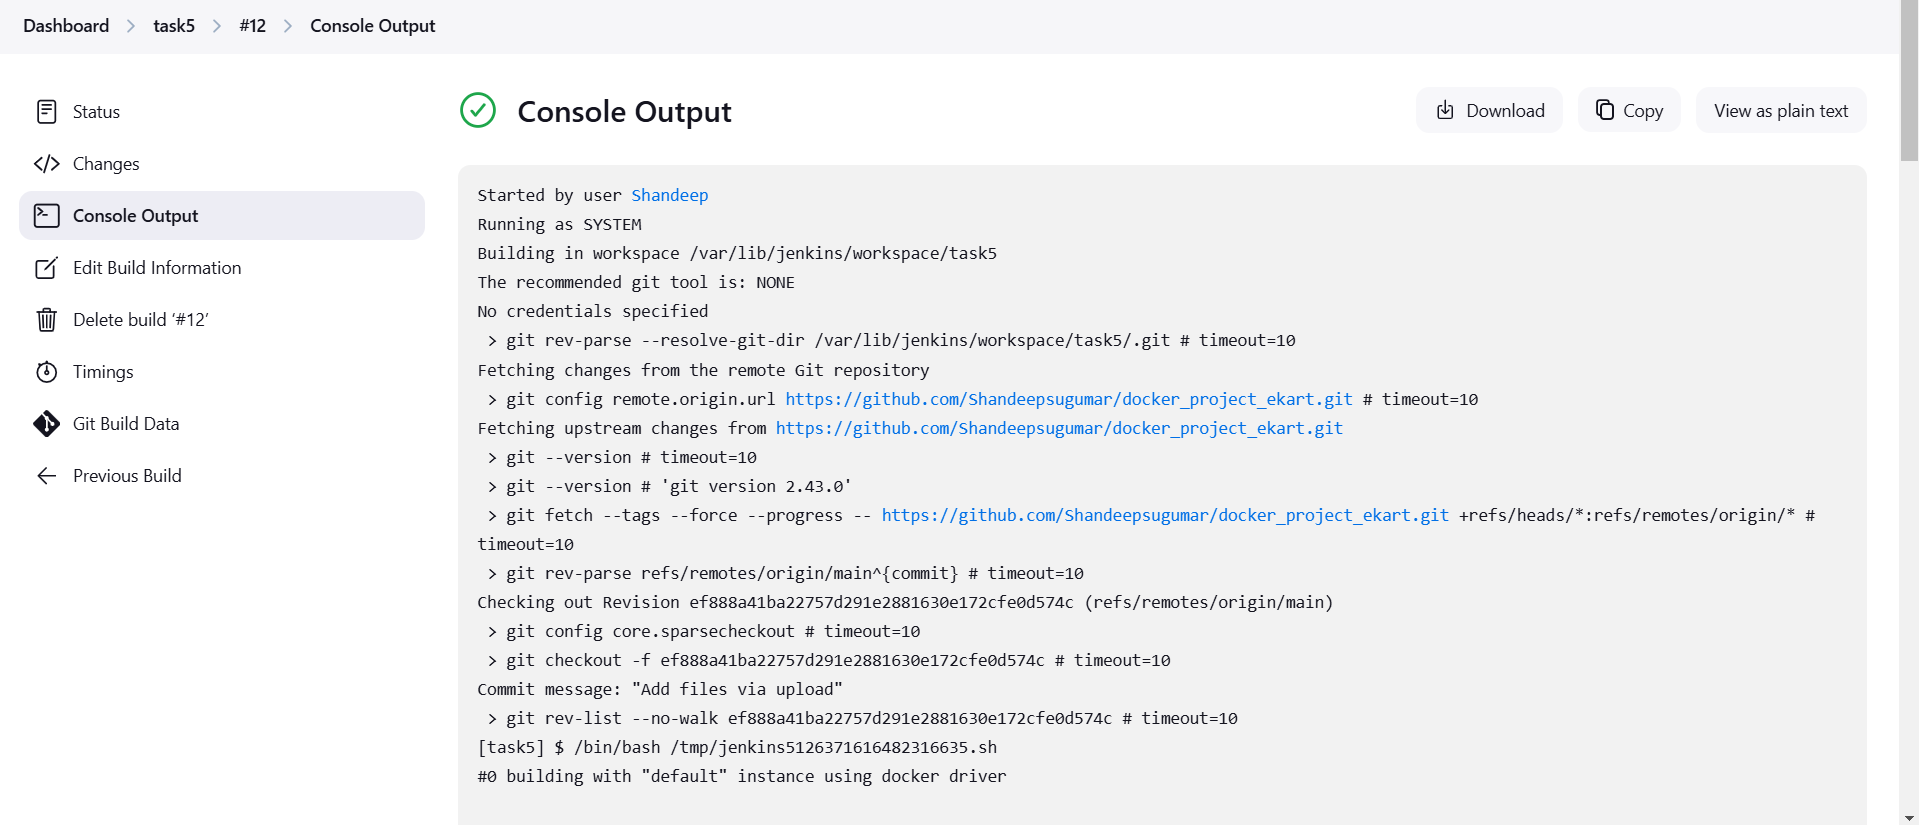 Dashboard > task5 > #12 > Console Output
Status
Changes
Console Output
Edit Build Information
Delete build ‘#12’
Timings
Git Build Data
Previous Build
Console Output
Download
Copy
View as plain text
Started by user Shandeep
Running as SYSTEM
Building in workspace /var/lib/jenkins/workspace/task5
The recommended git tool is: NONE
No credentials specified
 > git rev-parse --resolve-git-dir /var/lib/jenkins/workspace/task5/.git # timeout=10
Fetching changes from the remote Git repository
 > git config remote.origin.url https://github.com/Shandeepsugumar/docker_project_ekart.git # timeout=10
Fetching upstream changes from https://github.com/Shandeepsugumar/docker_project_ekart.git
 > git --version # timeout=10
 > git --version # 'git version 2.43.0'
 > git fetch --tags --force --progress -- https://github.com/Shandeepsugumar/docker_project_ekart.git +refs/heads/*:refs/remotes/origin/* #
timeout=10
 > git rev-parse refs/remotes/origin/main^{commit} # timeout=10
Checking out Revision ef888a41ba22757d291e2881630e172cfe0d574c (refs/remotes/origin/main)
 > git config core.sparsecheckout # timeout=10
 > git checkout -f ef888a41ba22757d291e2881630e172cfe0d574c # timeout=10
Commit message: "Add files via upload"
 > git rev-list --no-walk ef888a41ba22757d291e2881630e172cfe0d574c # timeout=10
[task5] $ /bin/bash /tmp/jenkins5126371616482316635.sh
#0 building with "default" instance using docker driver